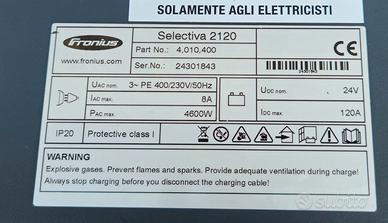 SOLAMENTE AGLI ELETTRICISTI
Fronius
www.fronius.com
Selectiva 2120
Part No.: 4,010,400
Ser.No.: 24301843
24301843
CE
UAC nom. 3~ PE 400/230V/50Hz
IAC max. 8A
PAC max. 4600W
UDC nom. 24V
IDC max. 120A
IP20 Protective class I
WARNING
Explosive gases. Prevent flames and sparks. Provide adequate ventilation during charge!
Always stop charging before you disconnect the charging cable!
subito